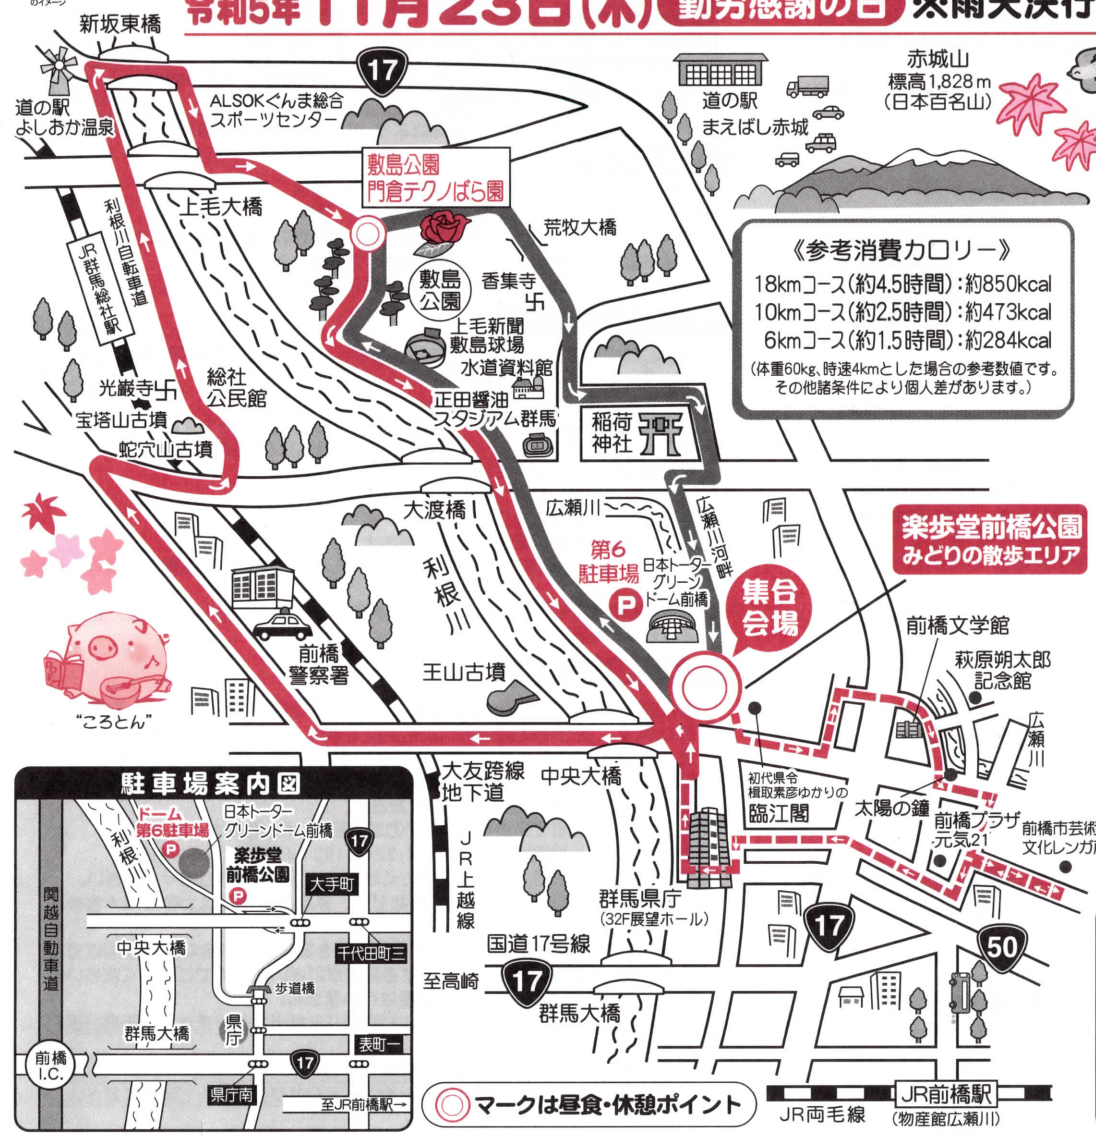 のイメージ
令和5年 11月23日(木) 勤労感謝の日 ※雨天決行
新坂東橋
17
道の駅
よしおか温泉
ALSOKぐんま総合
スポーツセンター
道の駅
まえばし赤城
赤城山
標高1,828m
(日本百名山)
敷島公園
門倉テクノばら園
上毛大橋
利根川自転車道
JR群馬総社駅
荒牧大橋
敷島
公園
香集寺
上毛新聞
敷島球場
水道資料館
正田醤油
スタジアム群馬
《参考消費カロリー》
18kmコース(約4.5時間):約850kcal
10kmコース(約2.5時間):約473kcal
6kmコース(約1.5時間):約284kcal
(体重60kg、時速4kmとした場合の参考数値です。
その他諸条件により個人差があります。)
光巌寺
総社
公民館
宝塔山古墳
蛇穴山古墳
稲荷
神社
大渡橋
利根川
広瀬川
広瀬川河畔
第6
駐車場
P
日本トーター
グリーン
ドーム前橋
集合
会場
楽歩堂前橋公園
みどりの散歩エリア
前橋
警察署
王山古墳
“ころとん”
前橋文学館
萩原朔太郎
記念館
広瀬川
初代県令
楫取素彦ゆかりの
臨江閣
太陽の鐘
前橋プラザ
元気21
前橋市芸術
文化レンガ
大友跨線
地下道
中央大橋
JR上越線
群馬県庁
(32F展望ホール)
国道17号線
至高崎
17
群馬大橋
17
50
駐車場案内図
ドーム
第6駐車場
P
日本トーター
グリーンドーム前橋
利根川
楽歩堂
前橋公園
P
17
大手町
関越自動車道
中央大橋
千代田町三
歩道橋
群馬大橋
県庁
表町一
前橋
I.C.
17
県庁南
至JR前橋駅→
マークは昼食・休憩ポイント
JR両毛線
JR前橋駅
(物産館広瀬川)